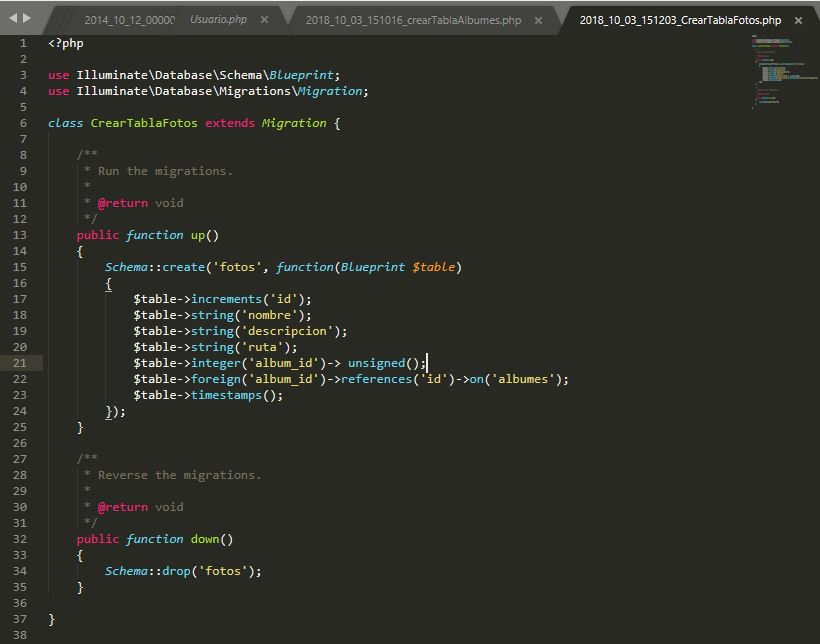 2014_10_12_00000
Usuario.php
2018_10_03_151016_crearTablaAlbumes.php
2018_10_03_151203_CrearTablaFotos.php
1 <?php
2
3 use Illuminate\Database\Schema\Blueprint;
4 use Illuminate\Database\Migrations\Migration;
5
6 class CrearTablaFotos extends Migration {
7
8 /**
9 * Run the migrations.
10 *
11 * @return void
12 */
13 public function up()
14 {
15 Schema::create('fotos', function(Blueprint $table)
16 {
17 $table->increments('id');
18 $table->string('nombre');
19 $table->string('descripcion');
20 $table->string('ruta');
21 $table->integer('album_id')-> unsigned();
22 $table->foreign('album_id')->references('id')->on('albumes');
23 $table->timestamps();
24 });
25 }
26
27 /**
28 * Reverse the migrations.
29 *
30 * @return void
31 */
32 public function down()
33 {
34 Schema::drop('fotos');
35 }
36
37 }
38